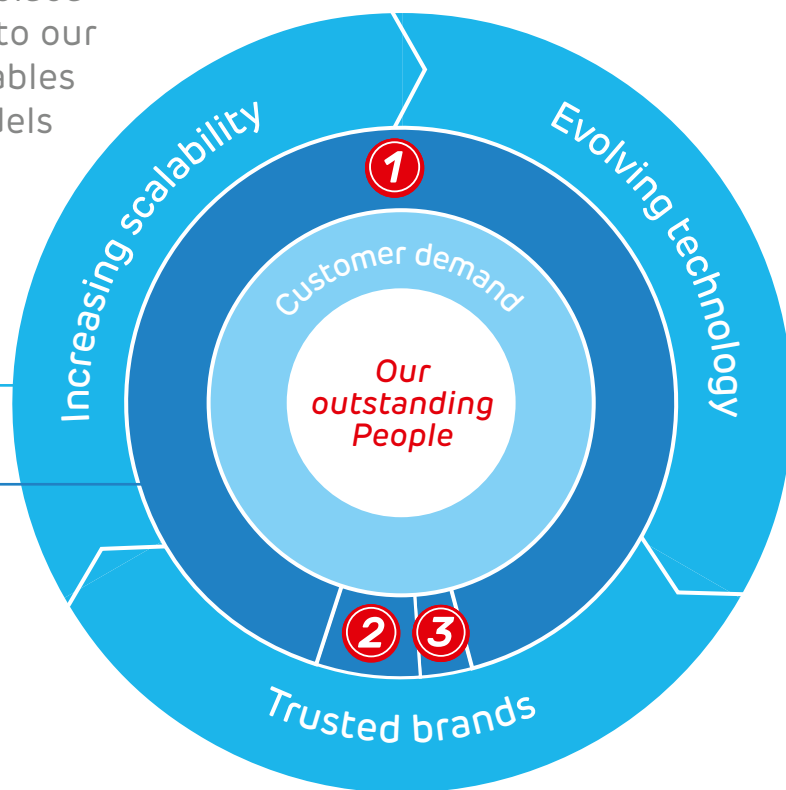 to our
ables
dels
Increasing scalability
Evolving technology
1
Customer demand
Our
outstanding
People
2
3
Trusted brands